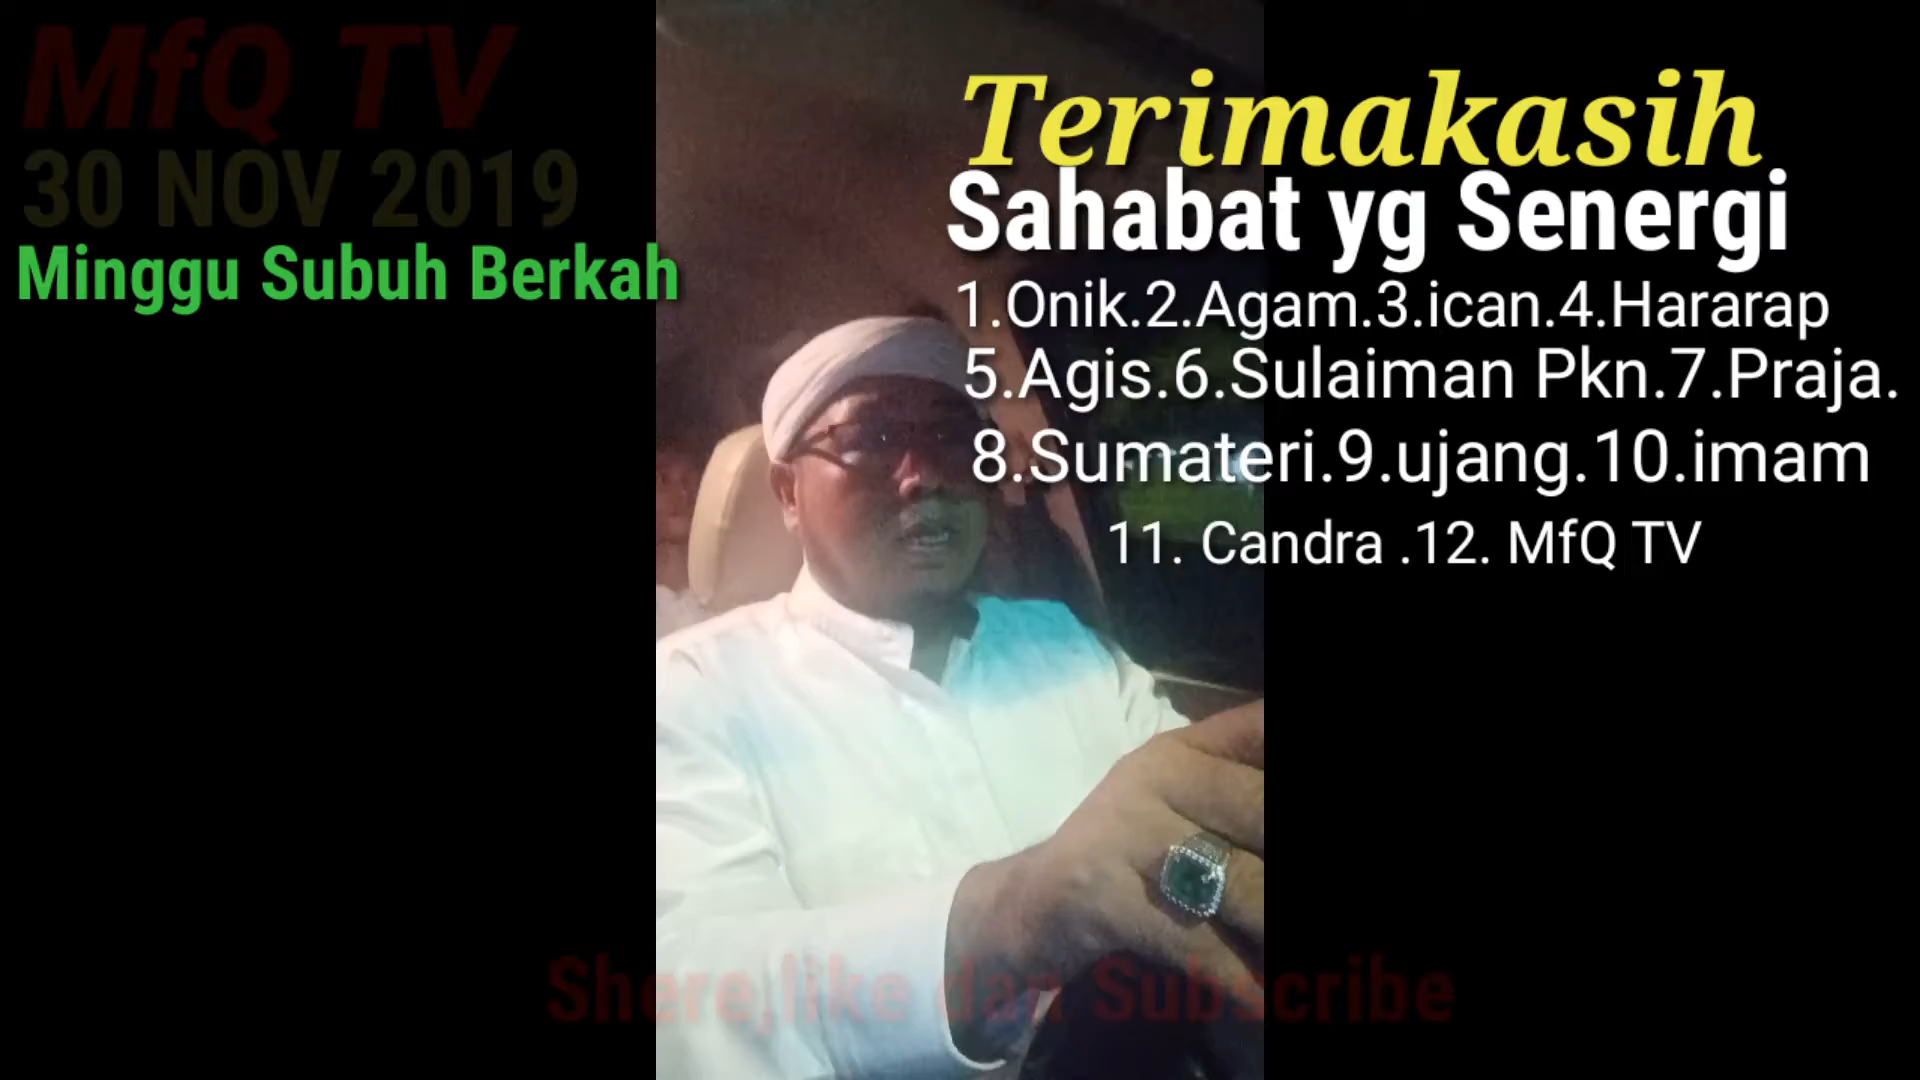 MfQ TV
30 NOV 2019
Minggu Subuh Berkah
Terimakasih
Sahabat yg Senergi
1.Onik.2.Agam.3.ican.4.Hararap
5.Agis.6.Sulaiman Pkn.7.Praja.
8.Sumateri.9.ujang.10.imam
11. Candra .12. MfQ TV
Shere,like dan Subscribe